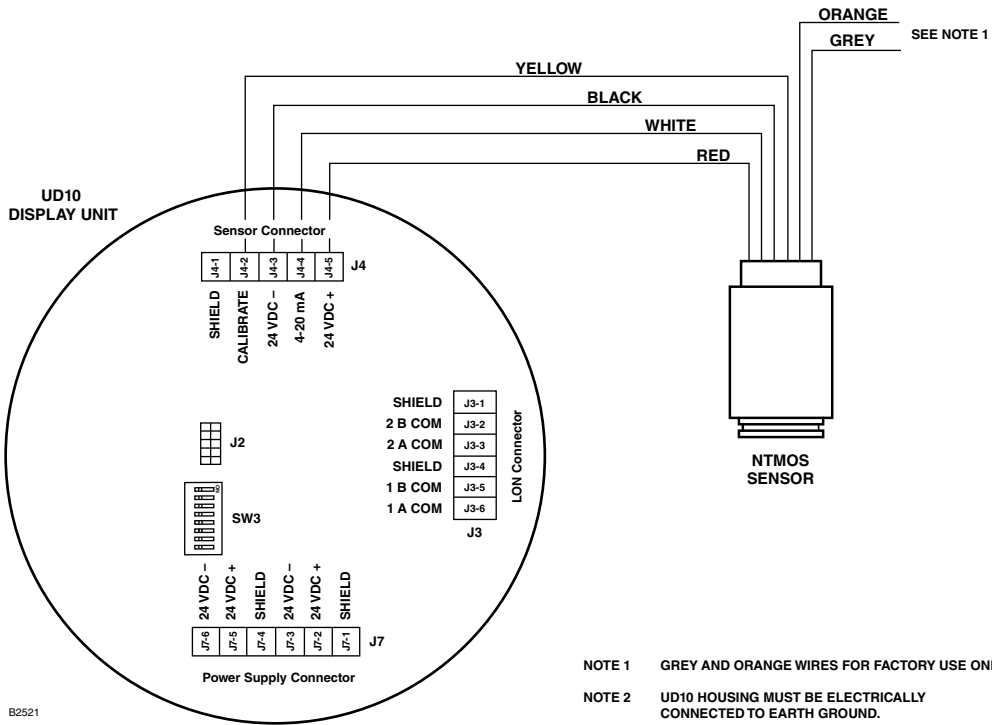 ORANGE
GREY
SEE NOTE 1
YELLOW
BLACK
WHITE
RED
UD10
DISPLAY UNIT
Sensor Connector
J4-1
J4-2
J4-3
J4-4
J4-5
J4
SHIELD
CALIBRATE
24 VDC –
4-20 mA
24 VDC +
SHIELD J3-1
2 B COM J3-2
2 A COM J3-3
SHIELD J3-4
1 B COM J3-5
1 A COM J3-6
LON Connector
J3
J2
ON
SW3
NTMOS
SENSOR
24 VDC –
24 VDC +
SHIELD
24 VDC –
24 VDC +
SHIELD
J7-6
J7-5
J7-4
J7-3
J7-2
J7-1
J7
Power Supply Connector
NOTE 1 GREY AND ORANGE WIRES FOR FACTORY USE
NOTE 2 UD10 HOUSING MUST BE ELECTRICALLY
CONNECTED TO EARTH GROUND.
B2521